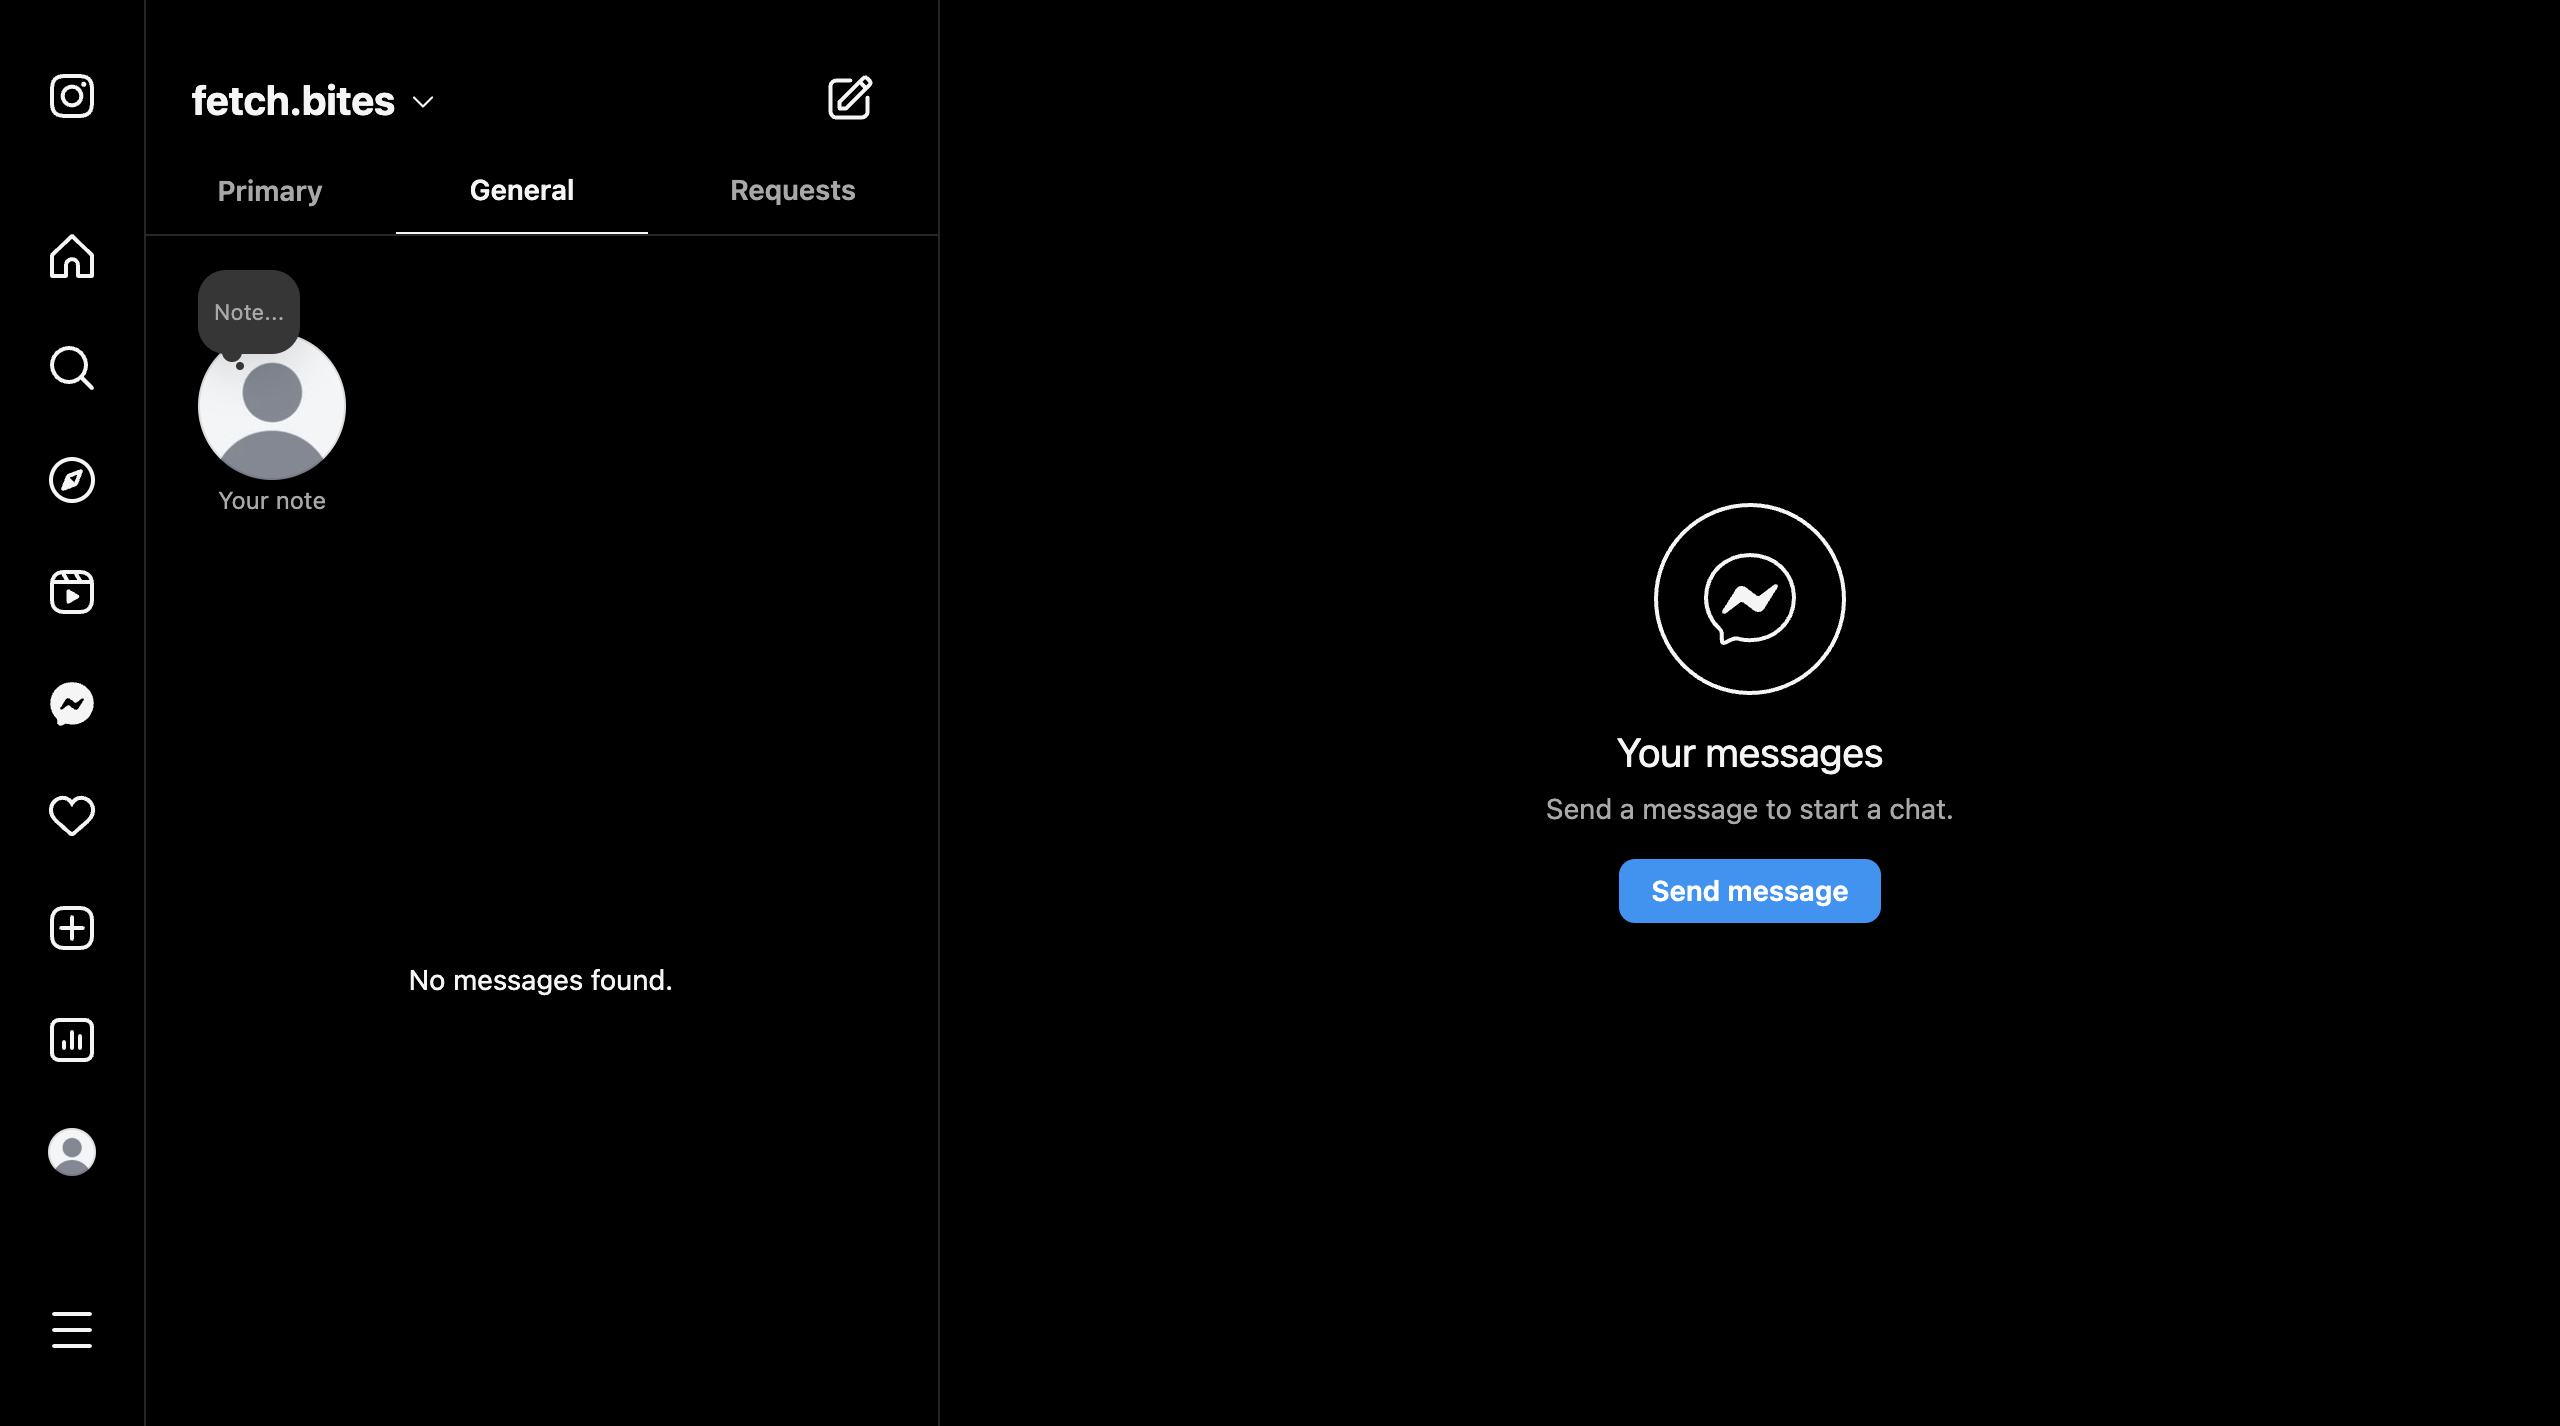 fetch.bites
Primary
General
Requests
Note...
Your note
No messages found.
Your messages
Send a message to start a chat.
Send message